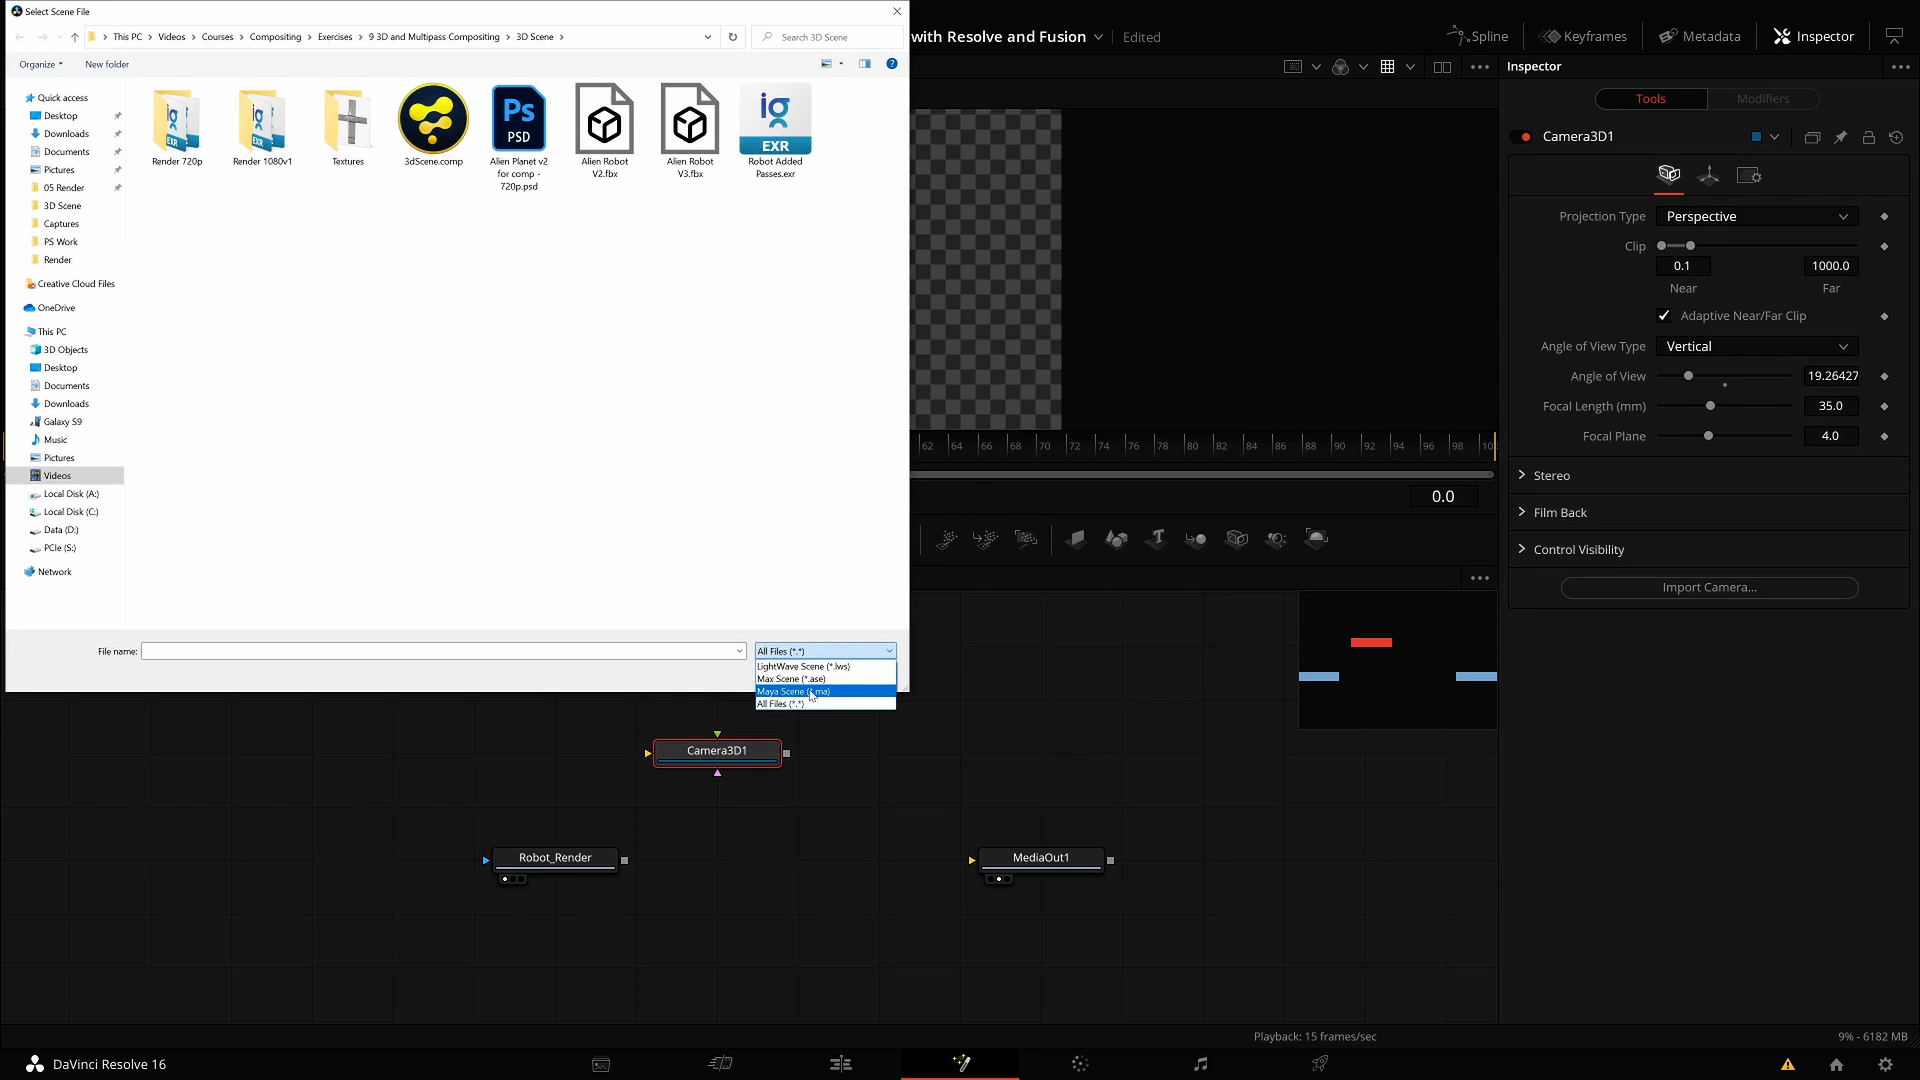 Select Scene File
This PC
Videos
Courses
Compositing
Exercises
9 3D and Multipass Compositing
3D Scene
Search 3D Scene
with Resolve and Fusion
Edited
Spline
Keyframes
Metadata
Inspector
Organize
New folder
Inspector
Tools
Modifiers
Quick access
Desktop
Downloads
Documents
Pictures
05 Render
3D Scene
Captures
PS Work
Render
Creative Cloud Files
OneDrive
This PC
3D Objects
Desktop
Documents
Downloads
Galaxy S9
Music
Pictures
Videos
Local Disk (A:)
Local Disk (C:)
Data (D:)
PCIe (S:)
Network
ig
EXR
Render 720p
ig
EXR
Render 1080v1
Textures
3dScene.comp
Ps
PSD
Alien Planet v2
for comp -
720p.psd
Alien Robot
V2.fbx
Alien Robot
V3.fbx
ig
EXR
Robot Added
Passes.exr
Camera3D1
Projection Type
Perspective
Clip
0.1
1000.0
Near
Far
Adaptive Near/Far Clip
Angle of View Type
Vertical
Angle of View
19.26427
Focal Length (mm)
35.0
Focal Plane
4.0
Stereo
Film Back
Control Visibility
Import Camera...
62 64 66 68 70 72 74 76 78 80 82 84 86 88 90 92 94 96 98
0.0
File name:
All Files (*.*)
LightWave Scene (*.lws)
Max Scene (*.ase)
Maya Scene (*.ma)
All Files (*.*)
Camera3D1
Robot_Render
MediaOut1
Playback: 15 frames/sec
9% - 6182 MB
DaVinci Resolve 16